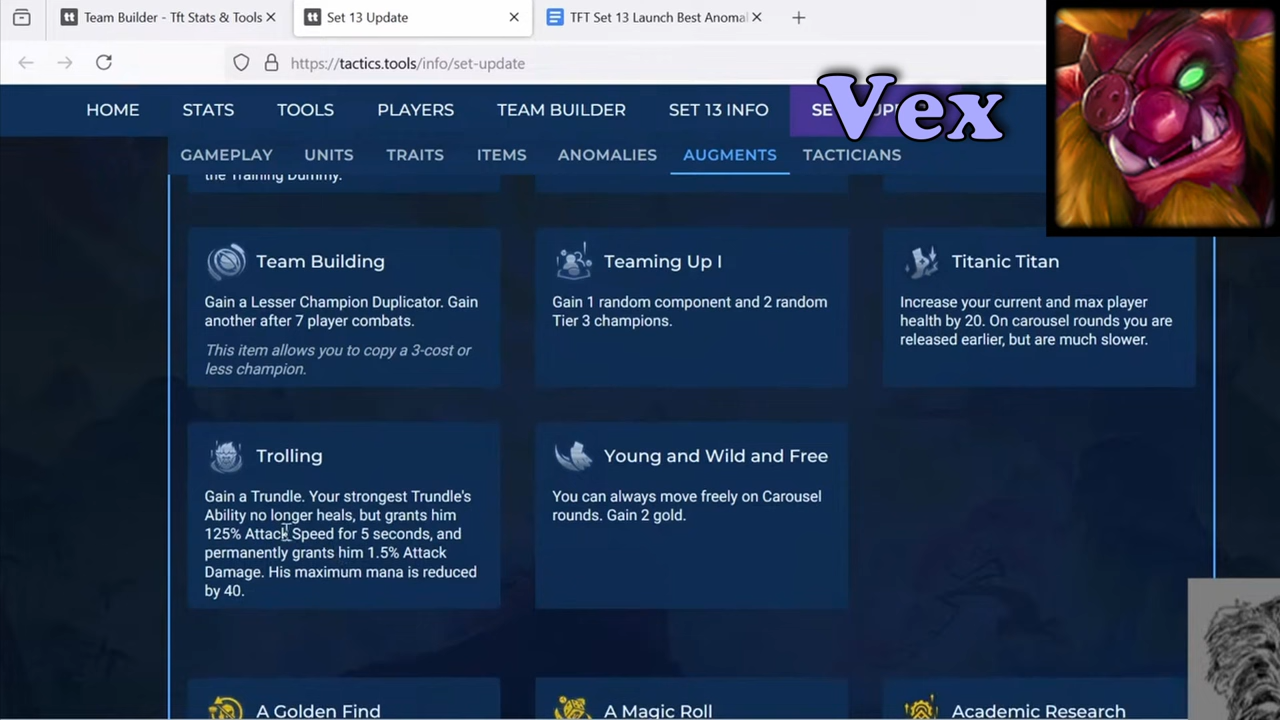 Team Building - Tft Stats & Tools
Set 13 Update
TFT Set 13 Launch Best Anomal
https://tactics.tools/info/set-update
HOME
STATS
TOOLS
PLAYERS
TEAM BUILDER
SET 13 INFO
Vex
GAMEPLAY
UNITS
TRAITS
ITEMS
ANOMALIES
AUGMENTS
TACTICIANS
the Training Dummy.
Team Building
Gain a Lesser Champion Duplicator. Gain
another after 7 player combats.
This item allows you to copy a 3-cost or
less champion.
Teaming Up I
Gain 1 random component and 2 random
Tier 3 champions.
Titanic Titan
Increase your current and max player
health by 20. On carousel rounds you are
released earlier, but are much slower.
Trolling
Gain a Trundle. Your strongest Trundle's
Ability no longer heals, but grants him
125% Attack Speed for 5 seconds, and
permanently grants him 1.5% Attack
Damage. His maximum mana is reduced
by 40.
Young and Wild and Free
You can always move freely on Carousel
rounds. Gain 2 gold.
A Golden Find
A Magic Roll
Academic Research